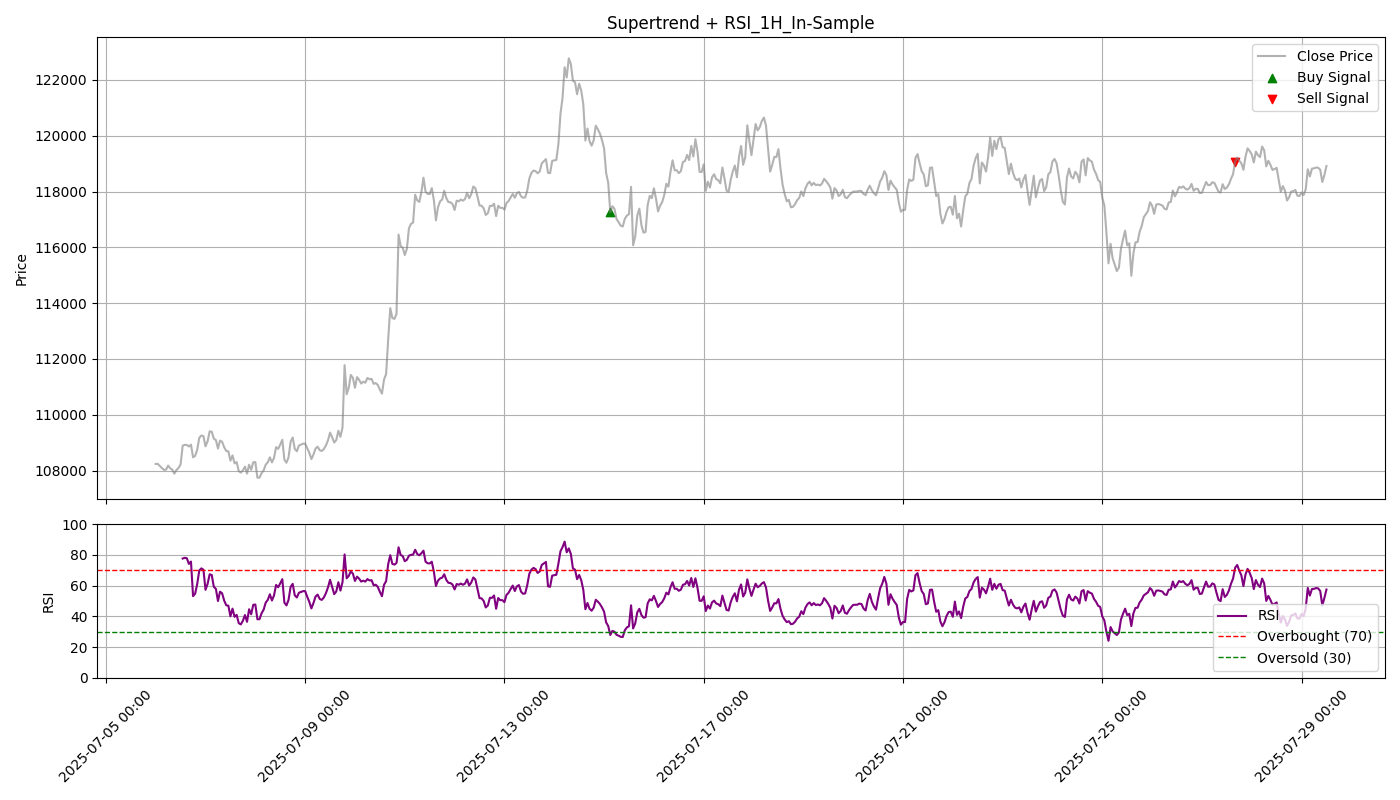 Supertrend + RSI_1H_In-Sample
Close Price
Buy Signal
Sell Signal
Price
122000
120000
118000
116000
114000
112000
110000
108000
RSI
100
80
60
40
20
0
RSI
Overbought (70)
Oversold (30)
2025-07-05 00:00
2025-07-09 00:00
2025-07-13 00:00
2025-07-17 00:00
2025-07-21 00:00
2025-07-25 00:00
2025-07-29 00:00